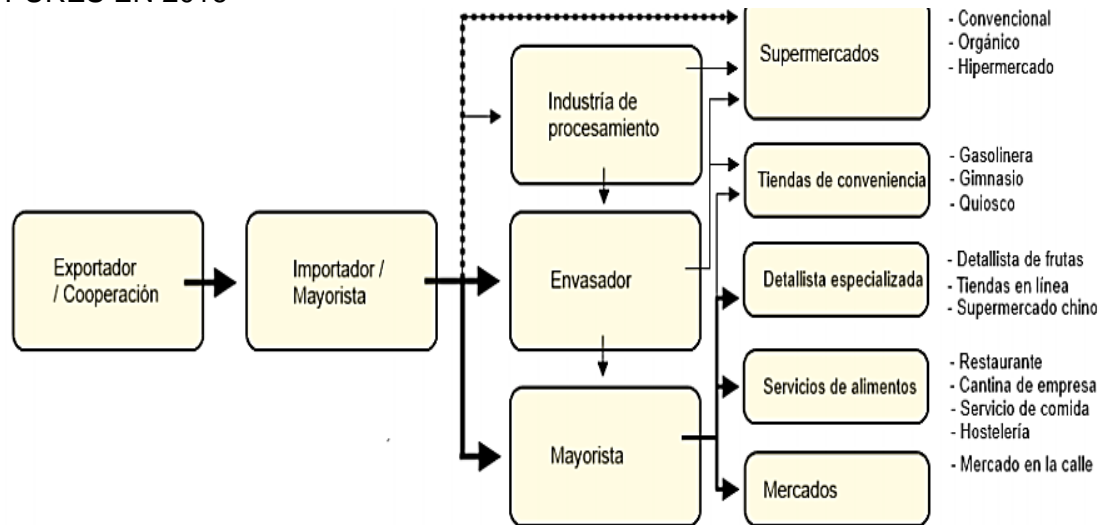 - Convencional
Supermercados
- Orgánico
- Hipermercado
Industría de
procesamiento
- Gasolinera
Tiendas de conveniencia
- Gimnasio
- Quiosco
Exportador
/ Cooperación
Importador /
Mayorista
Envasador
Detallista especializada
- Detallista de frutas
- Tiendas en línea
- Supermercado chino
Servicios de alimentos
- Restaurante
- Cantina de empresa
- Servicio de comida
- Hostelería
Mayorista
- Mercado en la calle
Mercados